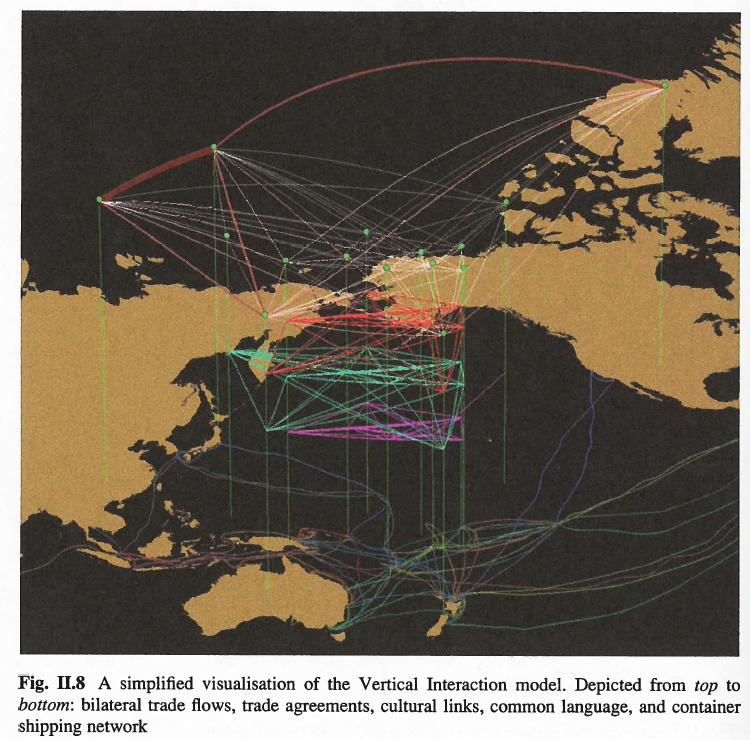 Fig. II.8 A simplified visualisation of the Vertical Interaction model. Depicted from top to
bottom: bilateral trade flows, trade agreements, cultural links, common language, and container
shipping network